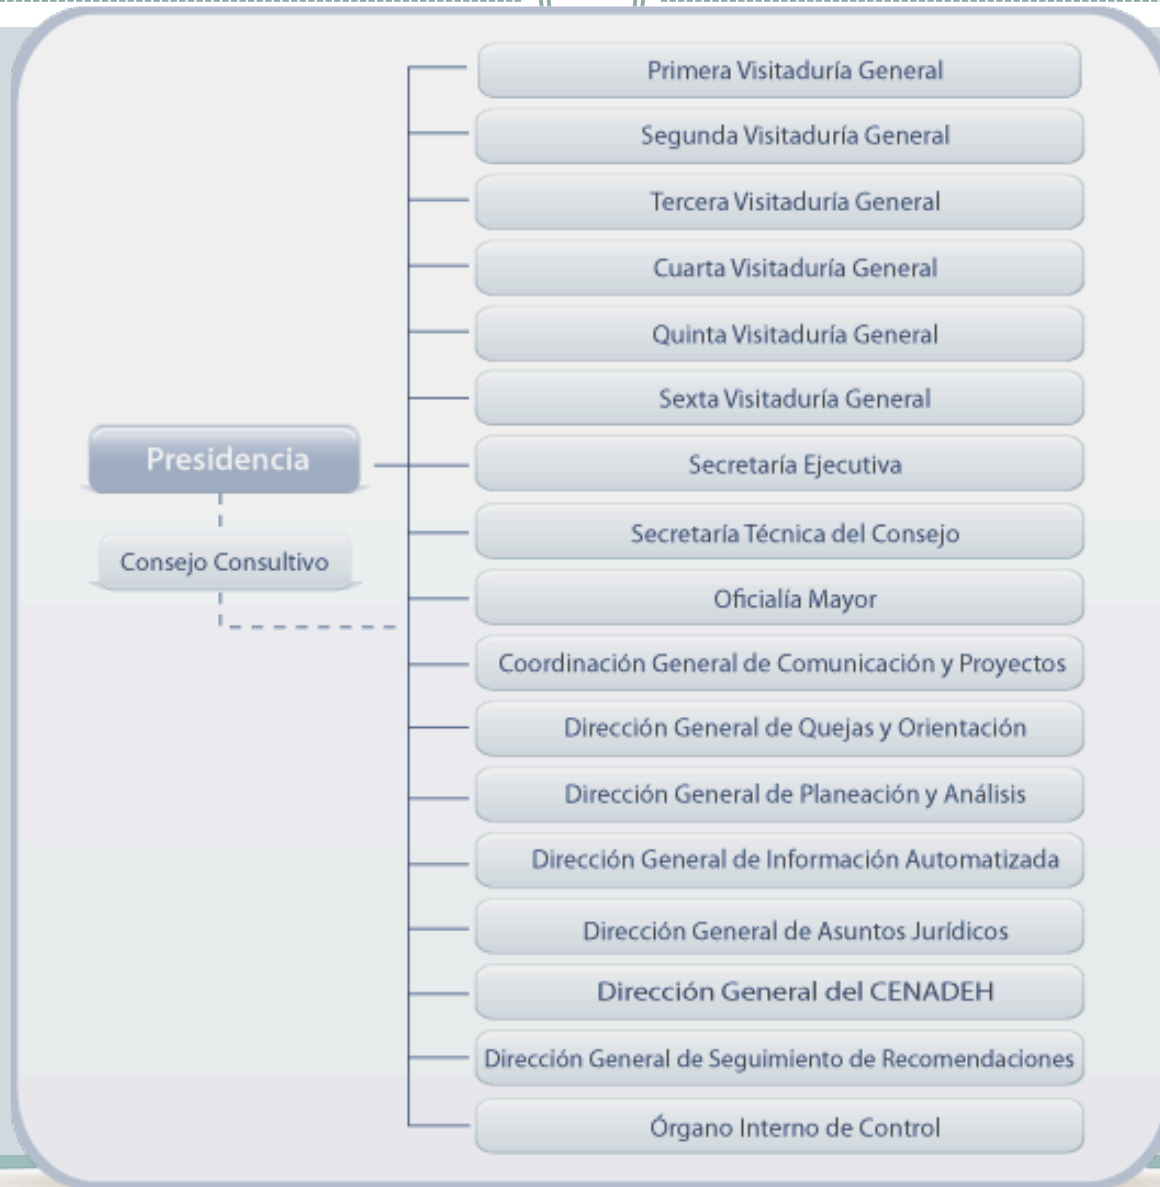 Primera Visitaduría General
Segunda Visitaduría General
Tercera Visitaduría General
Cuarta Visitaduría General
Quinta Visitaduría General
Sexta Visitaduría General
Presidencia
Secretaría Ejecutiva
Secretaría Técnica del Consejo
Consejo Consultivo
Oficialía Mayor
Coordinación General de Comunicación y Proyectos
Dirección General de Quejas y Orientación
Dirección General de Planeación y Análisis
Dirección General de Información Automatizada
Dirección General de Asuntos Jurídicos
Dirección General del CENADEH
Dirección General de Seguimiento de Recomendaciones
Órgano Interno de Control